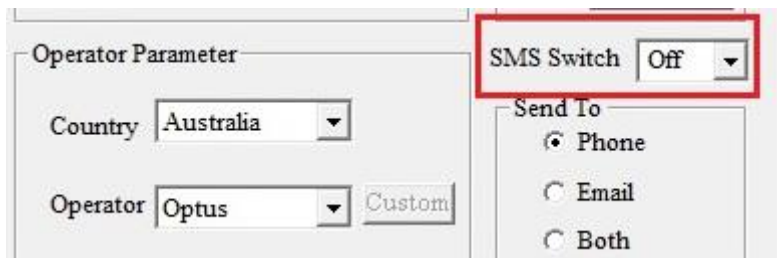 Operator Parameter
Country Australia
Operator Optus Custom
SMS Switch Off
Send To
Phone
Email
Both